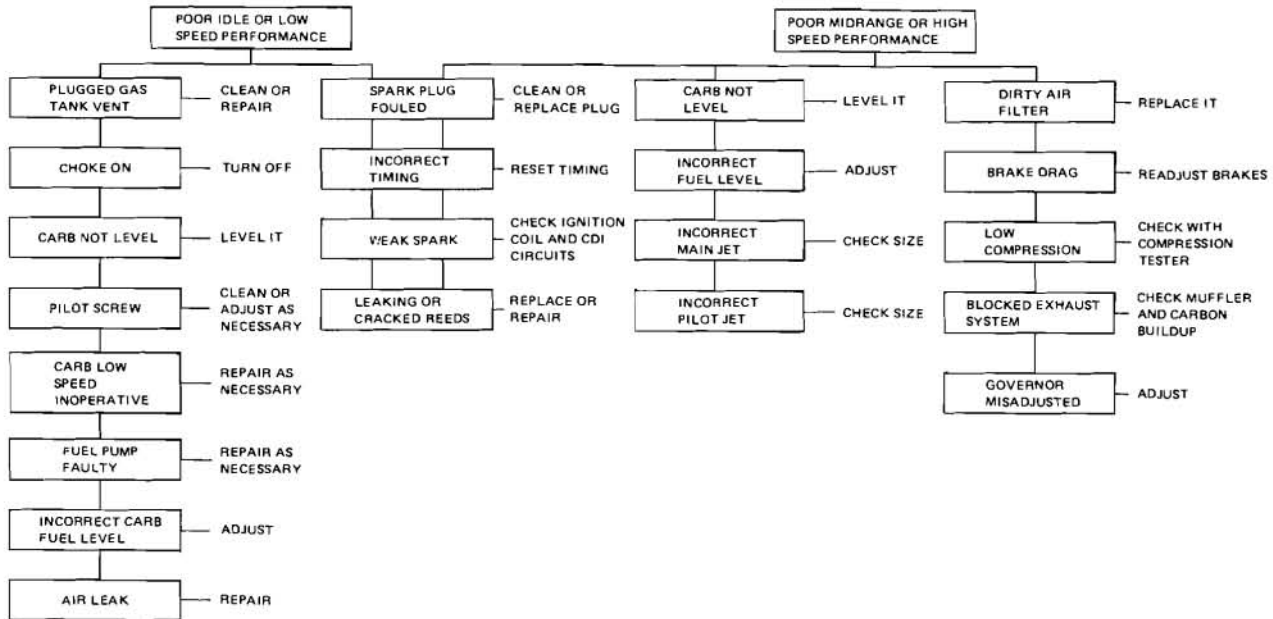 POOR IDLE OR LOW
SPEED PERFORMANCE
POOR MIDRANGE OR HIGH
SPEED PERFORMANCE
PLUGGED GAS
TANK VENT
CLEAN OR
REPAIR
CHOKE ON
TURN OFF
CARB NOT LEVEL
LEVEL IT
PILOT SCREW
CLEAN OR
ADJUST AS
NECESSARY
CARB LOW
SPEED
INOPERATIVE
REPAIR AS
NECESSARY
FUEL PUMP
FAULTY
REPAIR AS
NECESSARY
INCORRECT CARB
FUEL LEVEL
ADJUST
AIR LEAK
REPAIR
SPARK PLUG
FOULED
CLEAN OR
REPLACE PLUG
INCORRECT
TIMING
RESET TIMING
WEAK SPARK
CHECK IGNITION
COIL AND CDI
CIRCUITS
LEAKING OR
CRACKED REEDS
REPLACE OR
REPAIR
CARB NOT
LEVEL
LEVEL IT
INCORRECT
FUEL LEVEL
ADJUST
INCORRECT
MAIN JET
CHECK SIZE
INCORRECT
PILOT JET
CHECK SIZE
DIRTY AIR
FILTER
REPLACE IT
BRAKE DRAG
READJUST BRAKES
LOW
COMPRESSION
CHECK WITH
COMPRESSION
TESTER
BLOCKED EXHAUST
SYSTEM
CHECK MUFFLER
AND CARBON
BUILDUP
GOVERNOR
MISADJUSTED
ADJUST